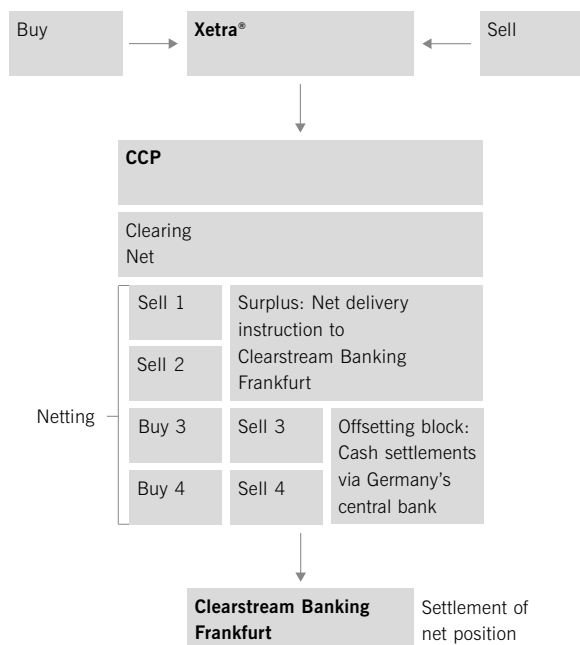 Buy
Xetra®
Sell
CCP
Clearing
Net
Netting
Sell 1
Sell 2
Surplus: Net delivery
instruction to
Clearstream Banking
Frankfurt
Buy 3
Sell 3
Buy 4
Sell 4
Offsetting block:
Cash settlements
via Germany’s
central bank
Clearstream Banking
Frankfurt
Settlement of
net position